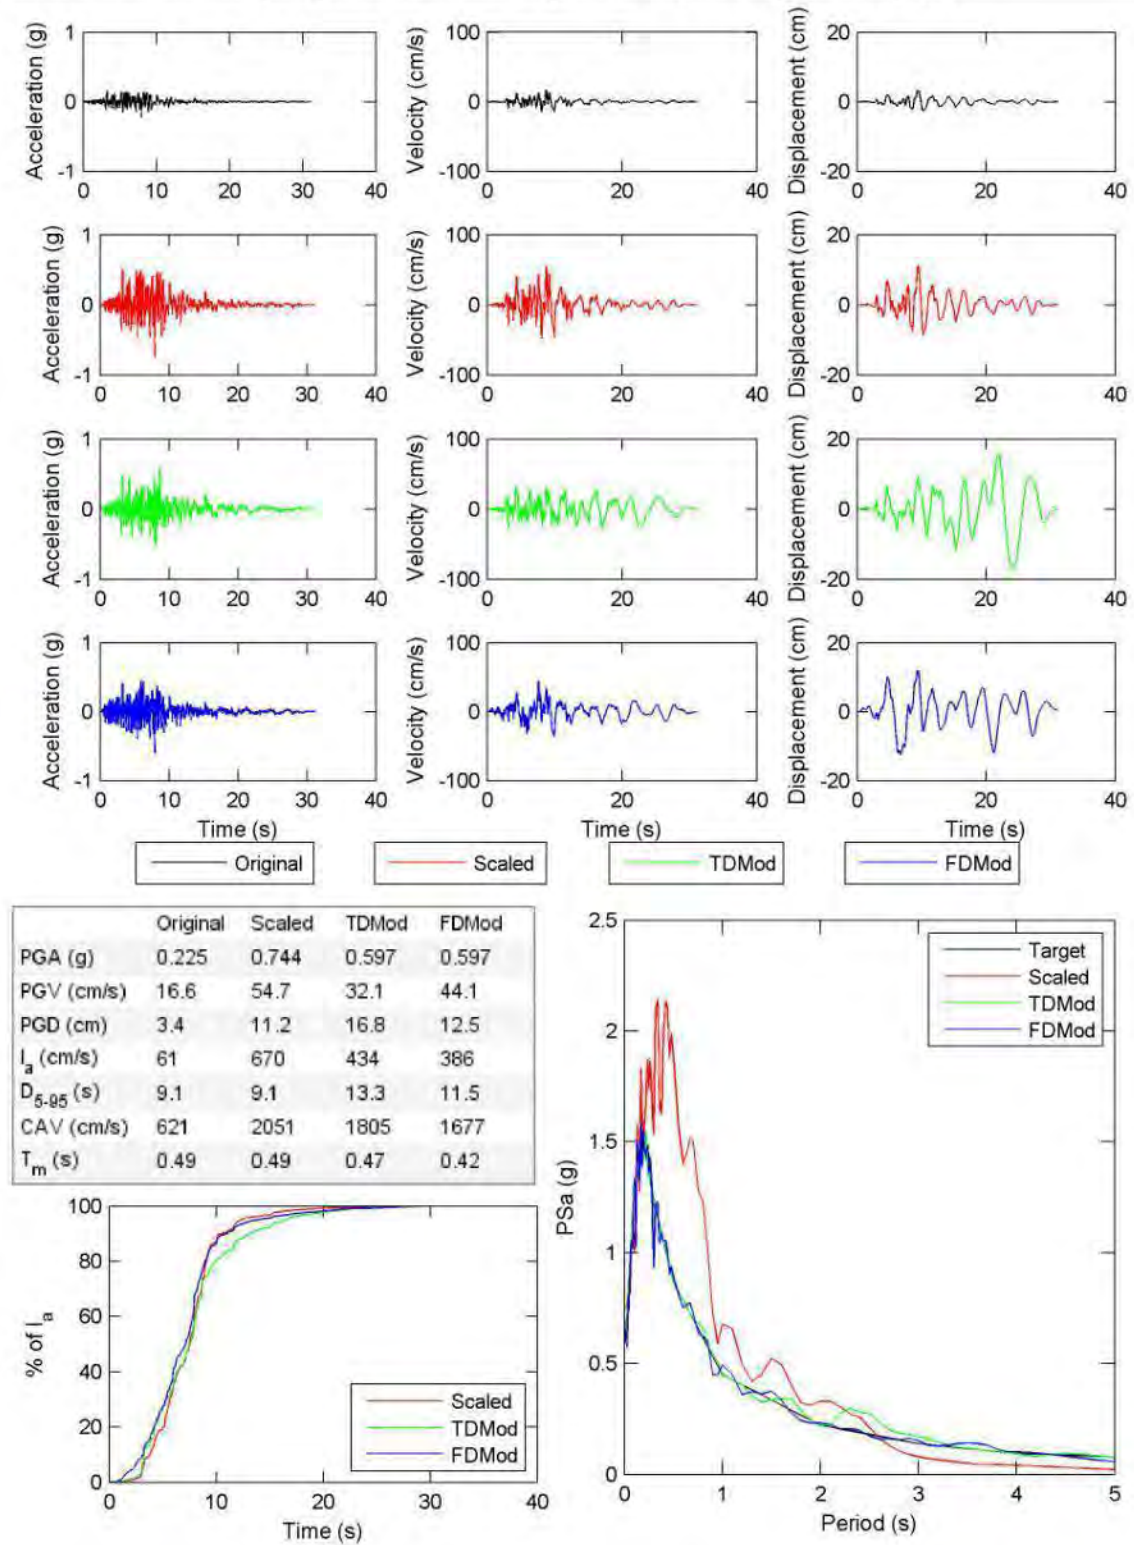 Acceleration (g)
1
0
-1
0 10 20 30 40
Velocity (cm/s)
100
0
-100
0 20 40
Displacement (cm)
20
0
-20
0 20 40
Acceleration (g)
1
0
-1
0 10 20 30 40
Velocity (cm/s)
100
0
-100
0 20 40
Displacement (cm)
20
0
-20
0 20 40
Acceleration (g)
1
0
-1
0 10 20 30 40
Velocity (cm/s)
100
0
-100
0 20 40
Displacement (cm)
20
0
-20
0 20 40
Acceleration (g)
1
0
-1
0 10 20 30 40
Time (s)
Velocity (cm/s)
100
0
-100
0 20 40
Time (s)
Displacement (cm)
20
0
-20
0 20 40
Time (s)
Original Scaled TDMod FDMod
Original Scaled TDMod FDMod
PGA (g) 0.225 0.744 0.597 0.597
PGV (cm/s) 16.6 54.7 32.1 44.1
PGD (cm) 3.4 11.2 16.8 12.5
I_a (cm/s) 61 670 434 386
D_5-95 (s) 9.1 9.1 13.3 11.5
CAV (cm/s) 621 2051 1805 1677
T_m (s) 0.49 0.49 0.47 0.42
% of I_a
100
80
60
40
20
0
0 10 20 30 40
Time (s)
Scaled
TDMod
FDMod
PSa (g)
2.5
2
1.5
1
0.5
0
0 1 2 3 4 5
Period (s)
Target
Scaled
TDMod
FDMod